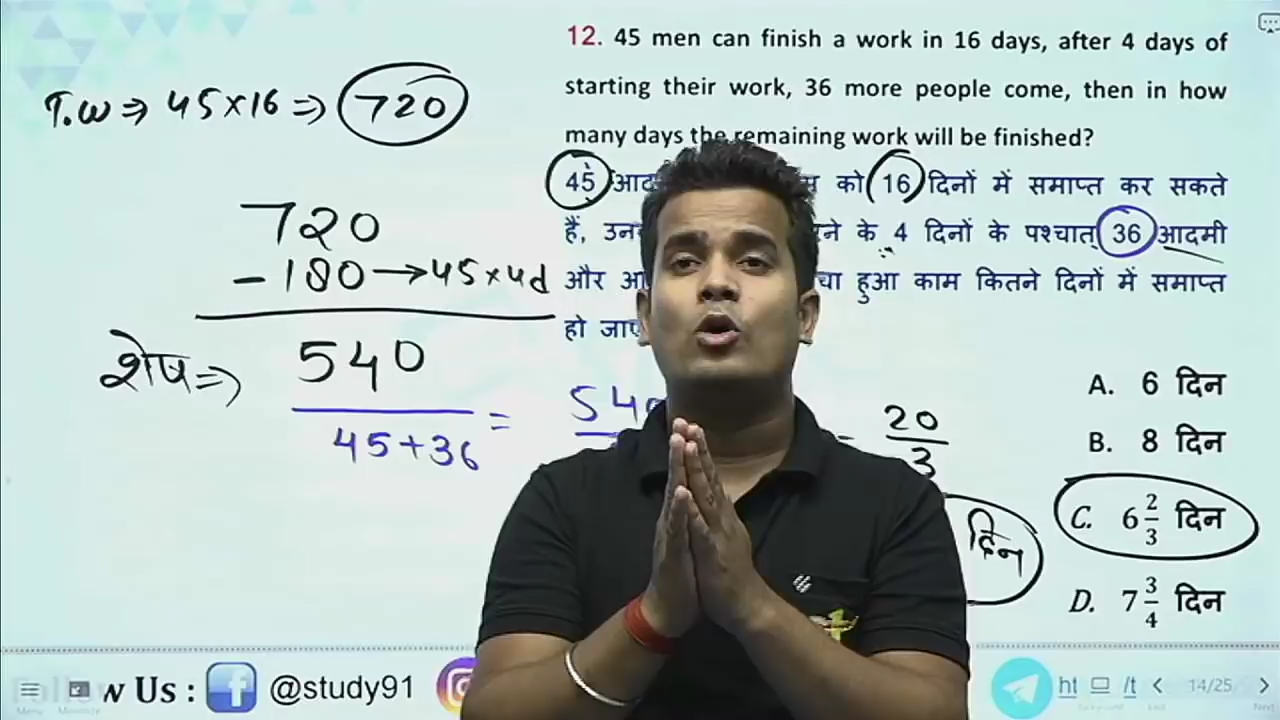 12. 45 men can finish a work in 16 days, after 4 days of
starting their work, 36 more people come, then in how
many days the remaining work will be finished?
45 को 16 दिनों में समाप्त कर सकते
हैं, के 4 दिनों के पश्चात् 36 आदमी
और हुआ काम कितने दिनों में समाप्त
हो
A. 6 दिन
B. 8 दिन
C. 6 2/3 दिन
D. 7 3/4 दिन
T.W ⇒ 45×16 ⇒ 720
720
-180 → 45×4d
शेष ⇒ 540
45+36
=
20/3
दिन
w Us : @study91
14/25